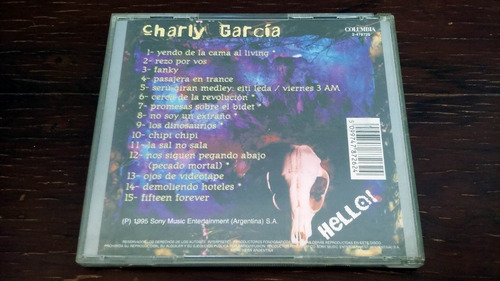 charly García
COLUMBIA
2-478726
1- yendo de la cama al living *
2- rezo por vos
3- fanky
4- pasajera en trance
5- serú girán medley: eiti leda / viernes 3 AM
6- cerca de la revolución *
7- promesas sobre el bidet *
8- no soy un extraño *
9- los dinosaurios *
10- chipi chipi
11- la sal no sala
12- nos siguen pegando abajo *
(pecado mortal)
13- ojos de videotape
14- demoliendo hoteles *
15- fifteen forever
HELLO!
(P) 1995 Sony Music Entertainment (Argentina) S.A.